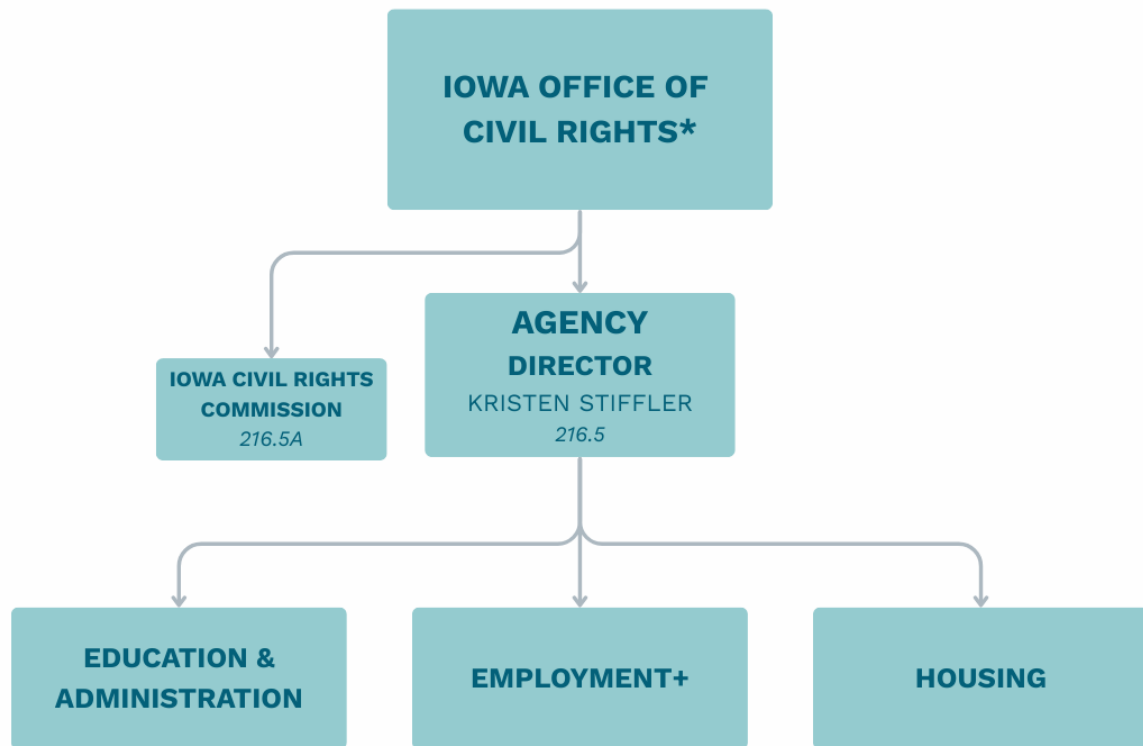 IOWA OFFICE OF
CIVIL RIGHTS*
AGENCY
DIRECTOR
KRISTEN STIFFLER
216.5
IOWA CIVIL RIGHTS
COMMISSION
216.5A
EDUCATION &
ADMINISTRATION
EMPLOYMENT+
HOUSING